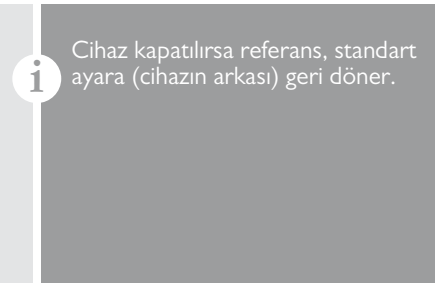 i
Cihaz kapatılırsa referans, standart
ayara (cihazın arkası) geri döner.